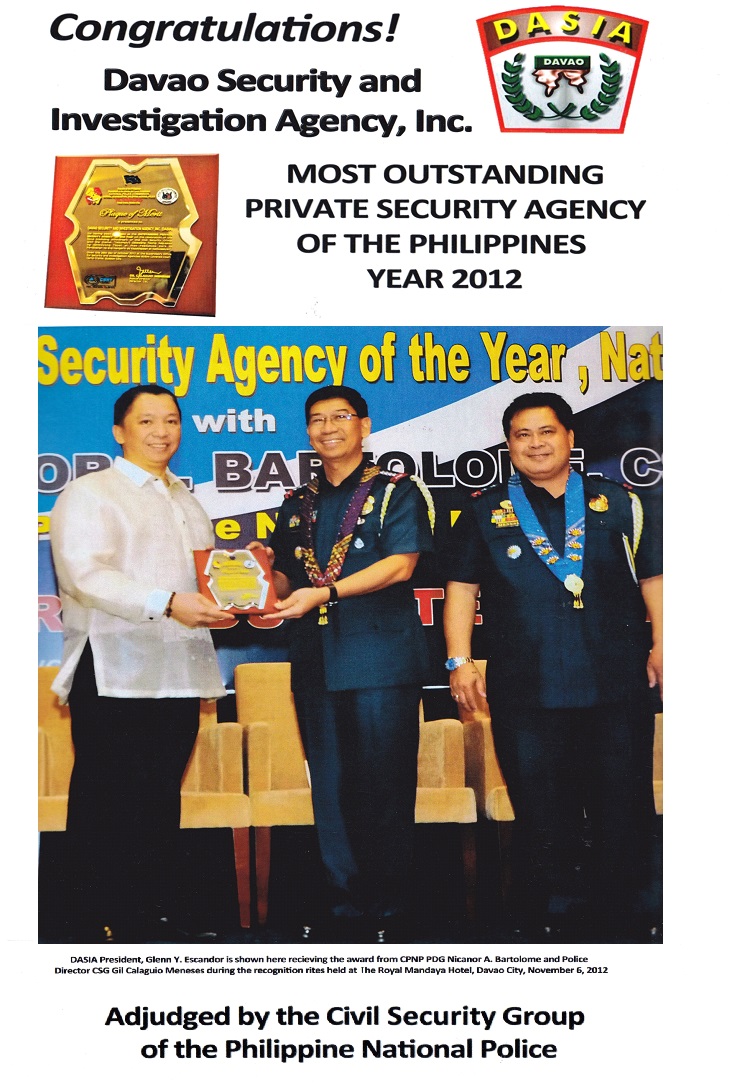 Congratulations!
Davao Security and
Investigation Agency, Inc.
DASIA
DAVAO
MOST OUTSTANDING
PRIVATE SECURITY AGENCY
OF THE PHILIPPINES
YEAR 2012
Plaque of Merit
Security Agency of the Year , Nat
with
OR . BARTOLOME, C
DASIA President, Glenn Y. Escandor is shown here recieving the award from CPNP PDG Nicanor A. Bartolome and Police
Director CSG Gil Calaguio Meneses during the recognition rites held at The Royal Mandaya Hotel, Davao City, November 6, 2012
Adjudged by the Civil Security Group
of the Philippine National Police